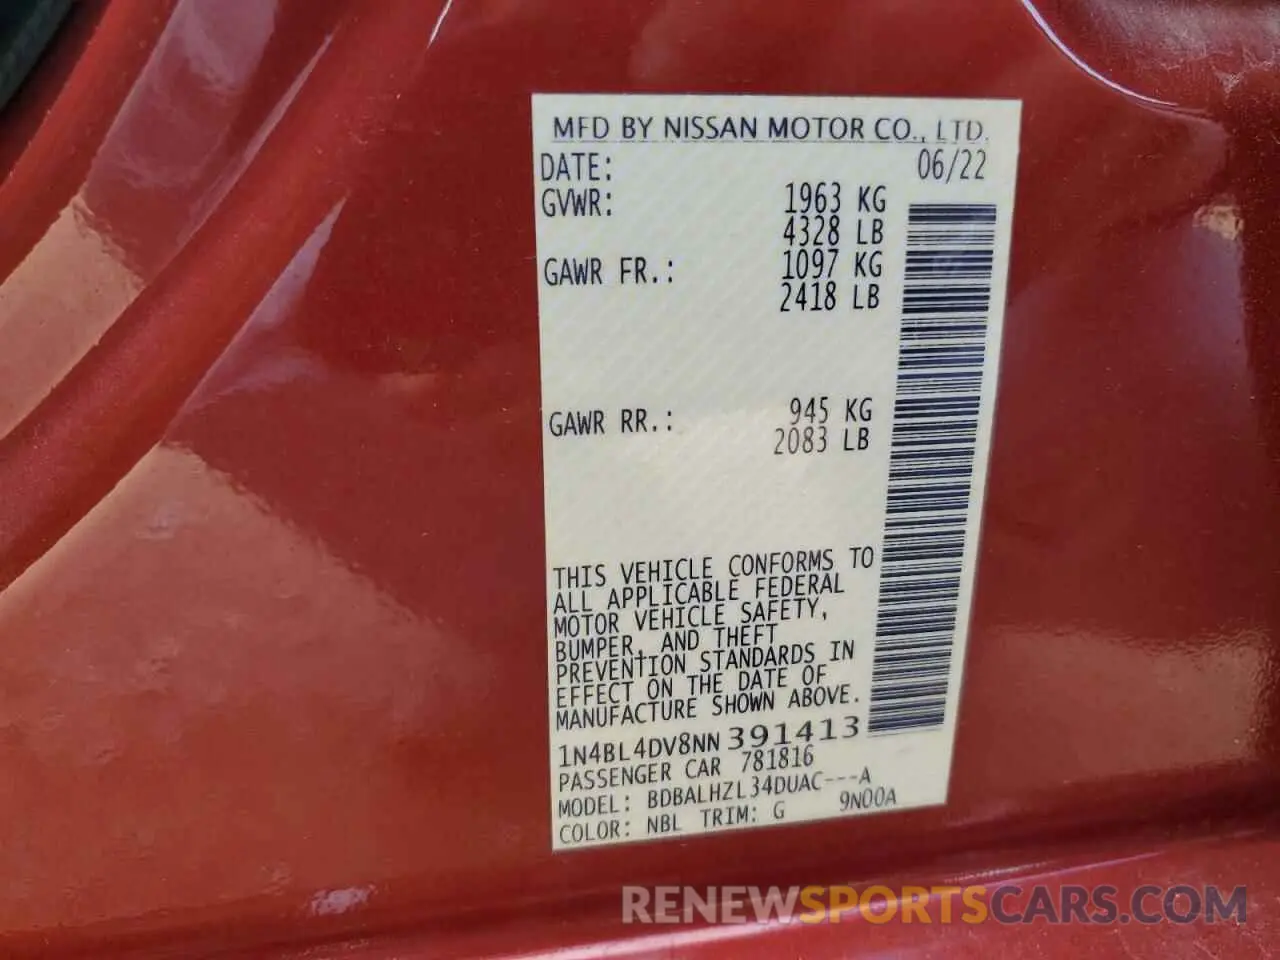 MFD BY NISSAN MOTOR CO., LTD.
DATE: 06/22
GVWR: 1963 KG
4328 LB
GAWR FR.: 1097 KG
2418 LB
GAWR RR.: 945 KG
2083 LB
THIS VEHICLE CONFORMS TO
ALL APPLICABLE FEDERAL
MOTOR VEHICLE SAFETY,
BUMPER, AND THEFT
PREVENTION STANDARDS IN
EFFECT ON THE DATE OF
MANUFACTURE SHOWN ABOVE.
1N4BL4DV8NN391413
PASSENGER CAR 781816
MODEL: BDBALHZL34DUAC---A
COLOR: NBL TRIM: G 9N00A
RENEWSPORTSCARS.COM